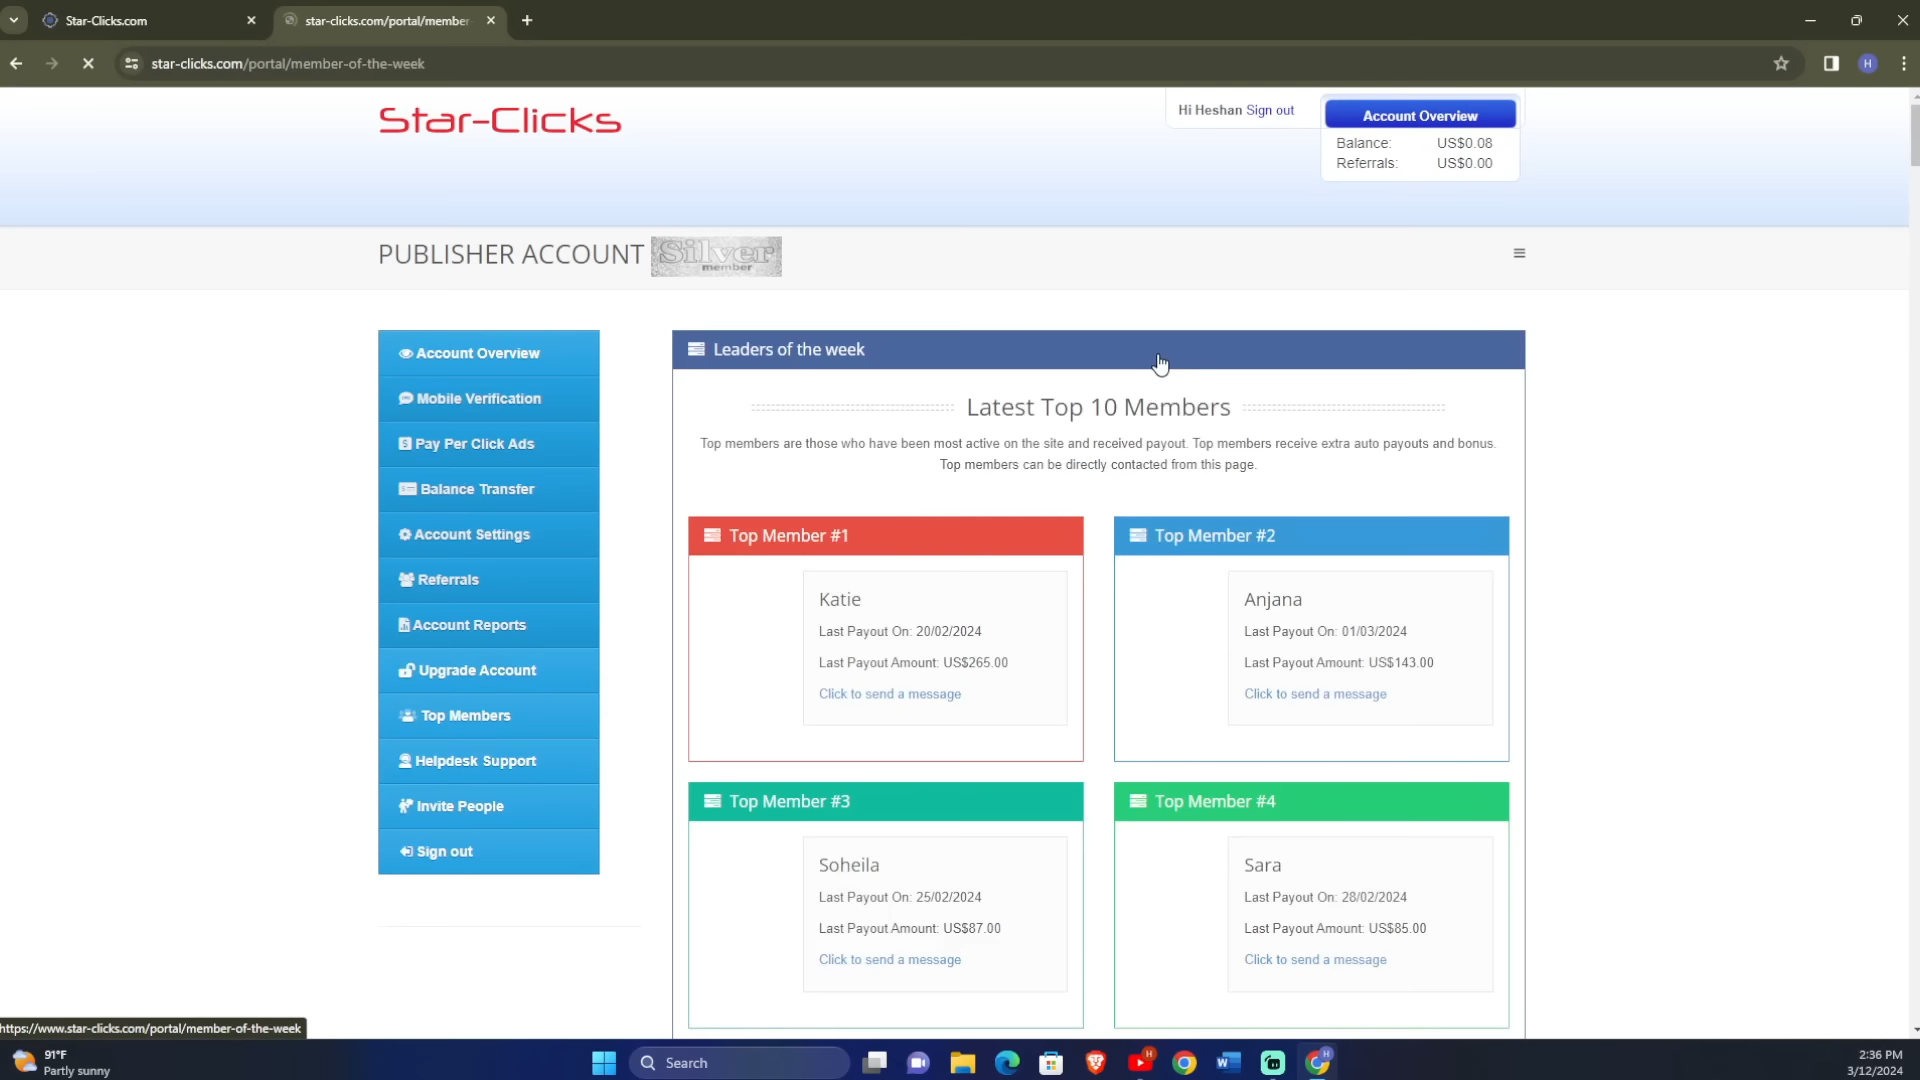 Star-Clicks.com
star-clicks.com/portal/member
star-clicks.com/portal/member-of-the-week
H
Star-Clicks
Hi Heshan Sign out
Account Overview
Balance: US$0.08
Referrals: US$0.00
PUBLISHER ACCOUNT Silver member
Account Overview
Mobile Verification
Pay Per Click Ads
Balance Transfer
Account Settings
Referrals
Account Reports
Upgrade Account
Top Members
Helpdesk Support
Invite People
Sign out
Leaders of the week
Latest Top 10 Members
Top members are those who have been most active on the site and received payout. Top members receive extra auto payouts and bonus.
Top members can be directly contacted from this page.
Top Member #1
Katie
Last Payout On: 20/02/2024
Last Payout Amount: US$265.00
Click to send a message
Top Member #2
Anjana
Last Payout On: 01/03/2024
Last Payout Amount: US$143.00
Click to send a message
Top Member #3
Soheila
Last Payout On: 25/02/2024
Last Payout Amount: US$87.00
Click to send a message
Top Member #4
Sara
Last Payout On: 28/02/2024
Last Payout Amount: US$85.00
Click to send a message
https://www.star-clicks.com/portal/member-of-the-week
91°F
Partly sunny
Search
2:36 PM
3/12/2024